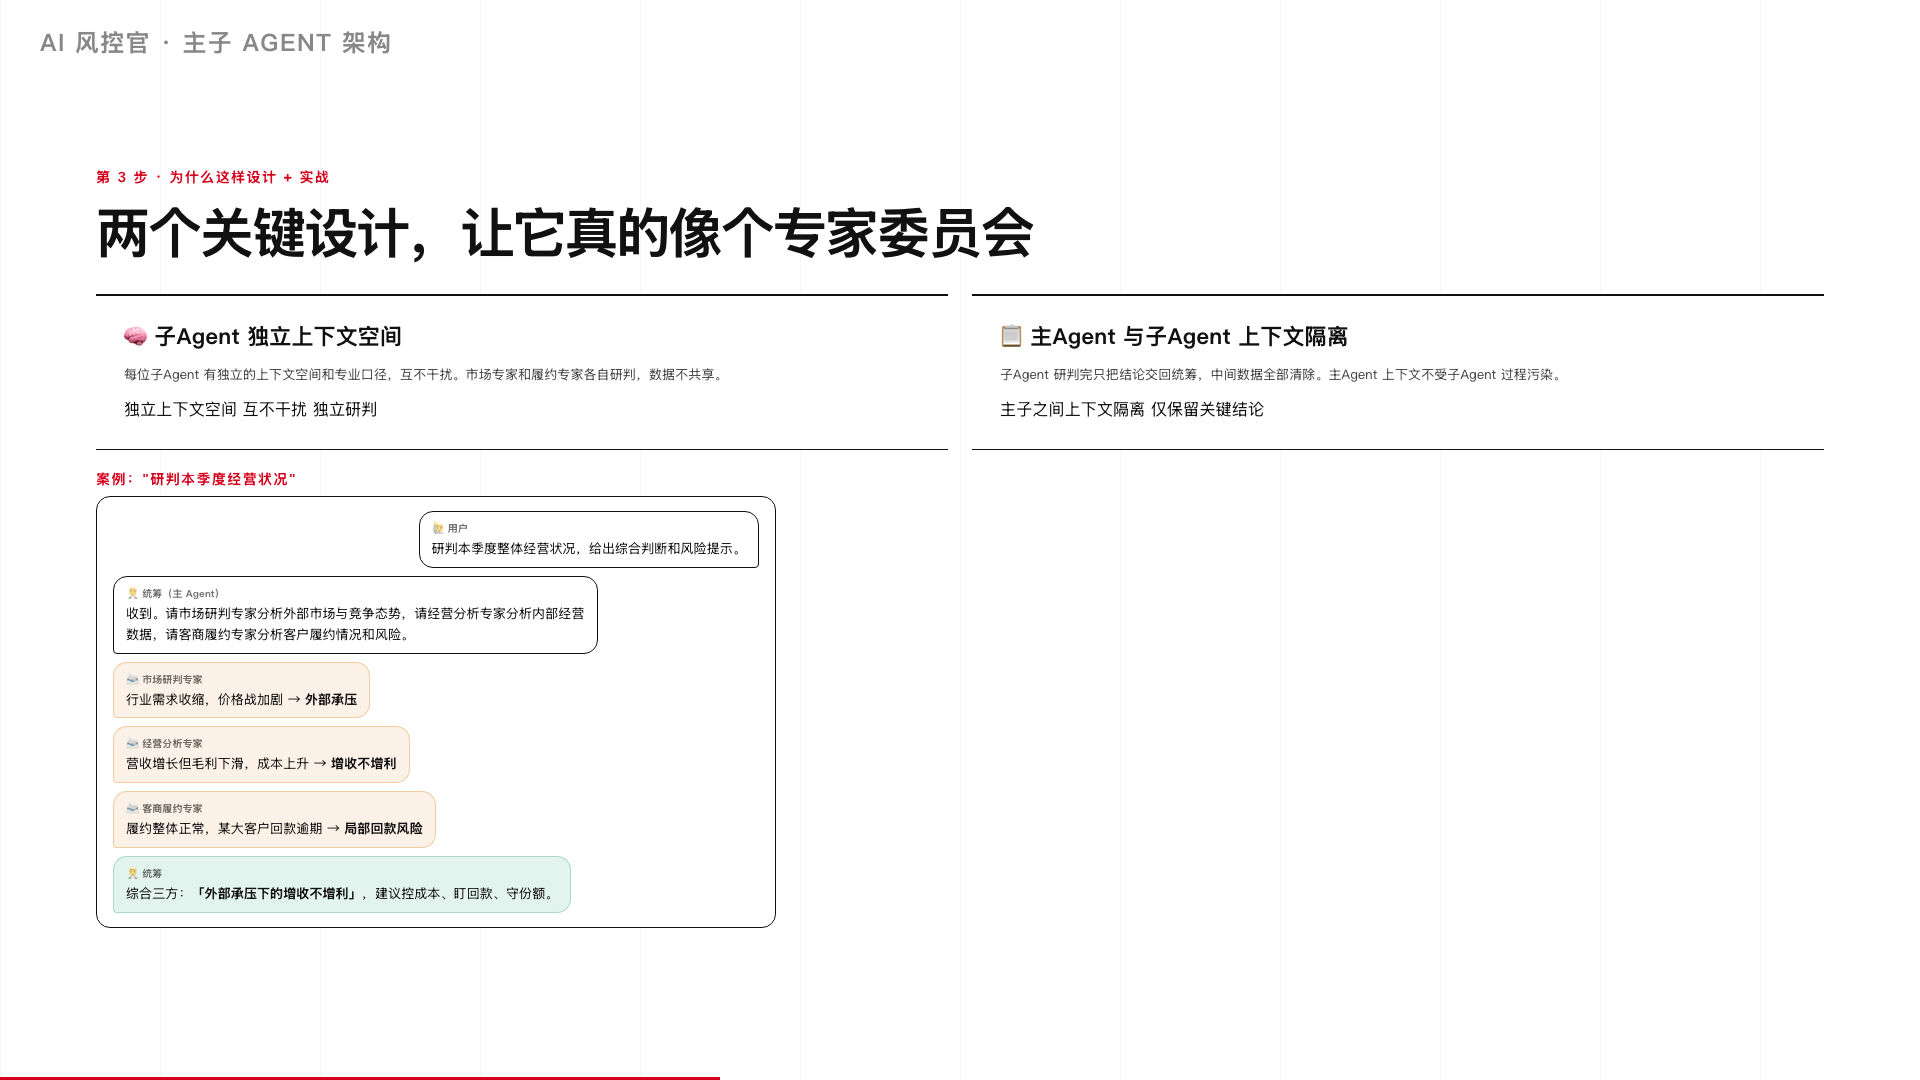 AI 风控官 · 主子 AGENT 架构
第 3 步 · 为什么这样设计 + 实战
两个关键设计，让它真的像个专家委员会
🧠 子Agent 独立上下文空间
每位子Agent 有独立的上下文空间和专业口径，互不干扰。市场专家和履约专家各自研判，数据不共享。
独立上下文空间 互不干扰 独立研判
📋 主Agent 与子Agent 上下文隔离
子Agent 研判完只把结论交回统筹，中间数据全部清除。主Agent 上下文不受子Agent 过程污染。
主子之间上下文隔离 仅保留关键结论
案例："研判本季度经营状况"
用户
研判本季度整体经营状况，给出综合判断和风险提示。
统筹（主 Agent）
收到。请市场研判专家分析外部市场与竞争态势，请经营分析专家分析内部经营
数据，请客商履约专家分析客户履约情况和风险。
市场研判专家
行业需求收缩，价格战加剧 → 外部承压
经营分析专家
营收增长但毛利下滑，成本上升 → 增收不增利
客商履约专家
履约整体正常，某大客户回款逾期 → 局部回款风险
统筹
综合三方：「外部承压下的增收不增利」，建议控成本、盯回款、守份额。